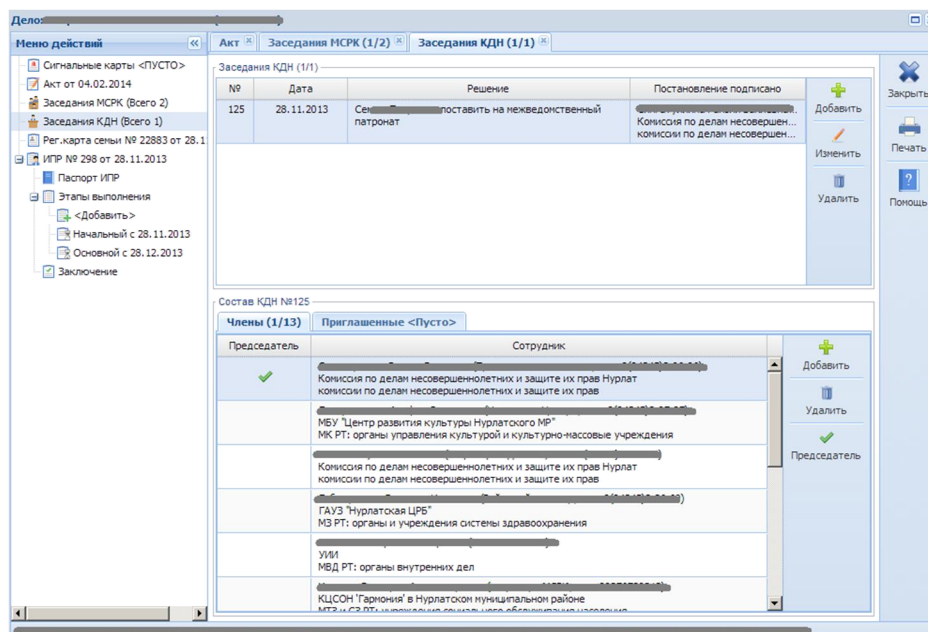 Дело:
Меню действий
Акт
Заседания МСРК (1/2)
Заседания КДН (1/1)
Сигнальные карты <ПУСТО>
Акт от 04.02.2014
Заседания МСРК (Всего 2)
Заседания КДН (Всего 1)
Рег.карта семьи № 22883 от 28.1
ИПР № 298 от 28.11.2013
Паспорт ИПР
Этапы выполнения
<Добавить>
Начальный с 28.11.2013
Основной с 28.12.2013
Заключение
Заседания КДН (1/1)
№ Дата Решение Постановление подписано
125 28.11.2013 поставить на межведомственный
патронат
Комиссия по делам несовершен...
комиссии по делам несовершен...
Добавить
Изменить
Удалить
Закрыть
Печать
Помощь
Состав КДН №125
Члены (1/13) Приглашенные <Пусто>
Председатель Сотрудник
Комиссия по делам несовершеннолетних и защите их прав Нурлат
комиссии по делам несовершеннолетних и защите их прав
МБУ "Центр развития культуры Нурлатского МР"
МК РТ: органы управления культурой и культурно-массовые учреждения
Комиссия по делам несовершеннолетних и защите их прав Нурлат
комиссии по делам несовершеннолетних и защите их прав
ГАУЗ "Нурлатская ЦРБ"
МЗ РТ: органы и учреждения системы здравоохранения
УИИ
МВД РТ: органы внутренних дел
КЦСОН 'Гармония' в Нурлатском муниципальном районе
МТЗ и СЗ РТ: учреждения социального обслуживания населения
Добавить
Удалить
Председатель